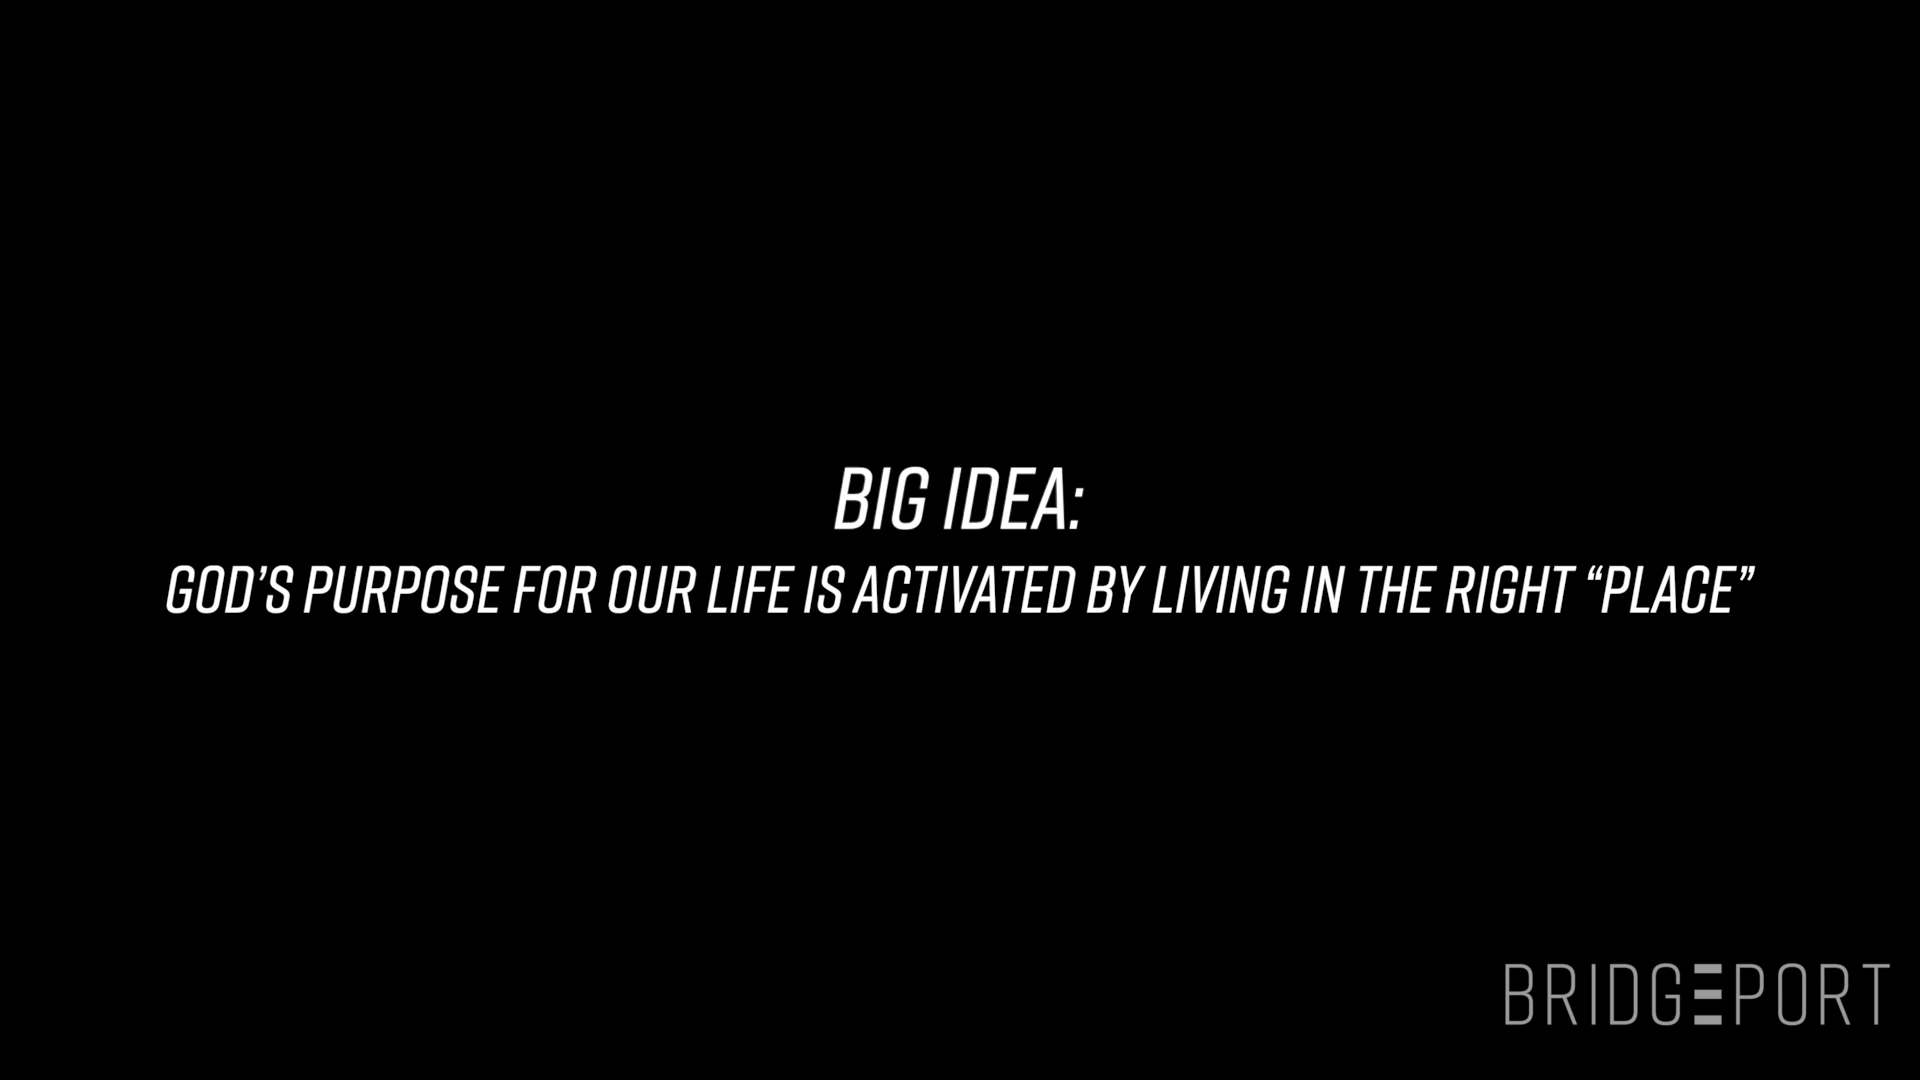 BIG IDEA:
GOD’S PURPOSE FOR OUR LIFE IS ACTIVATED BY LIVING IN THE RIGHT “PLACE”
BRIDGEPORT